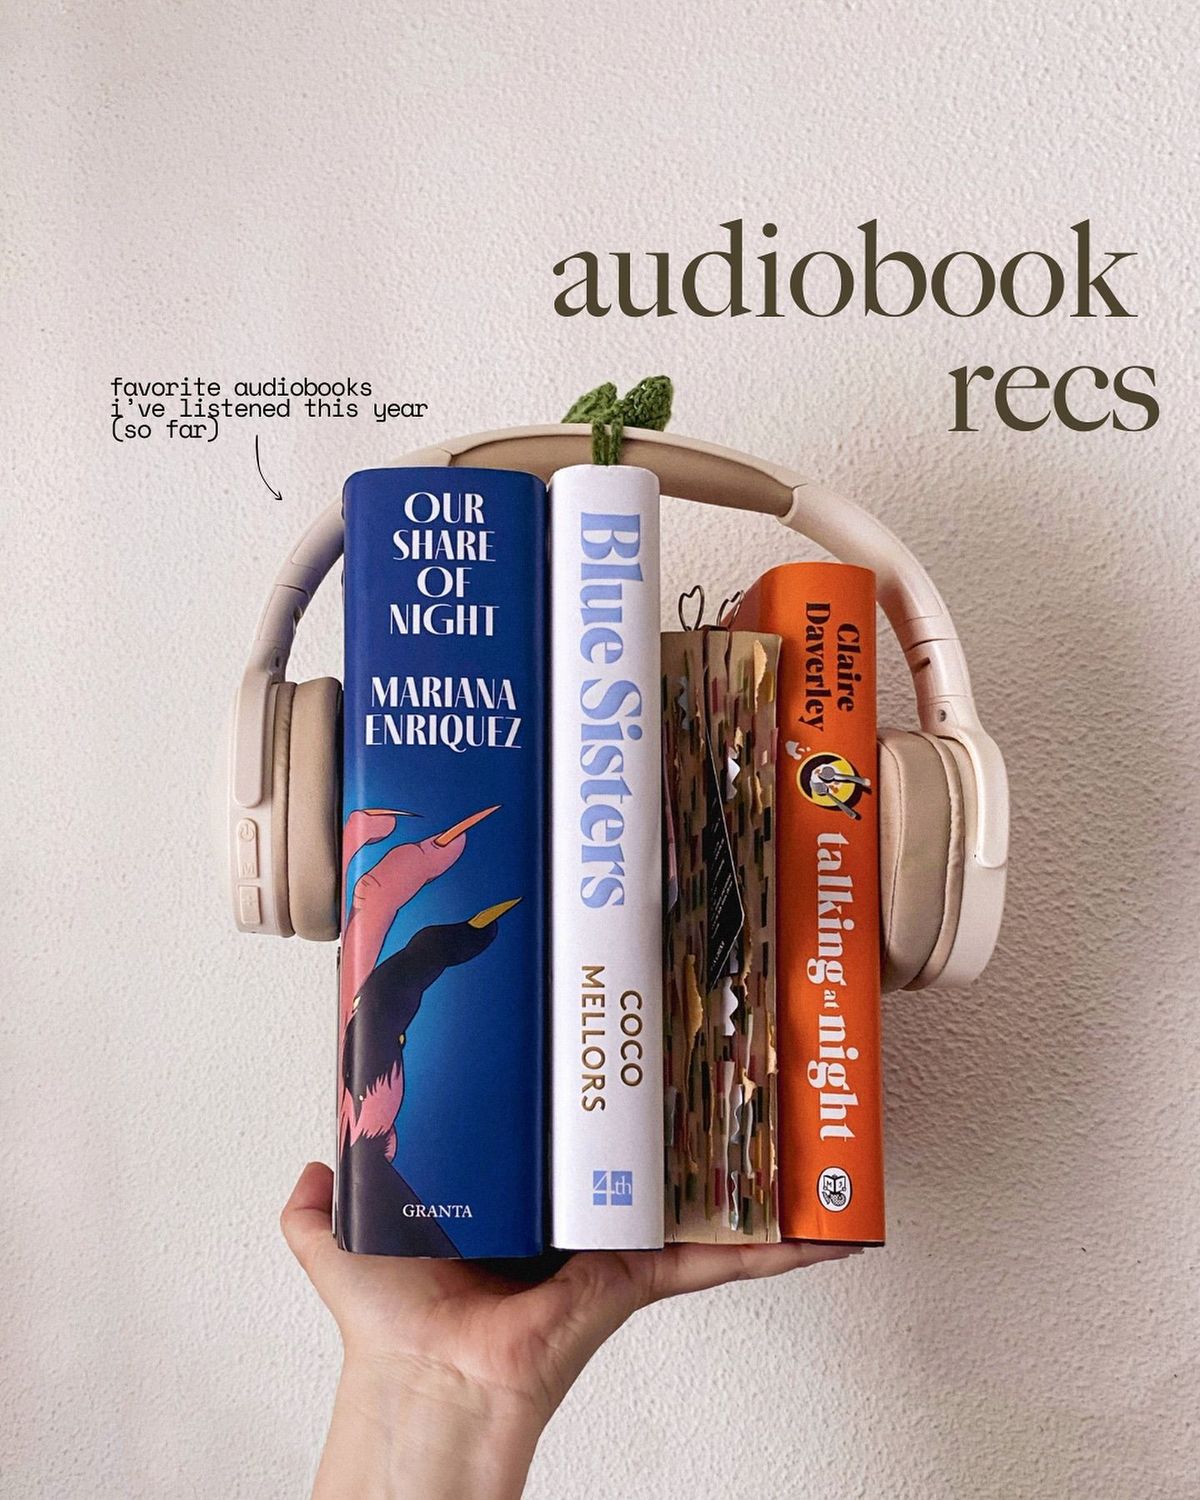 audiobook
recs
favorite audiobooks
i've listened this year
(so far)
OUR
SHARE
OF
NIGHT
MARIANA
ENRIQUEZ
GRANTA
Blue Sisters
COCO
MELLORS
4th
Claire
Daverley
talking at night